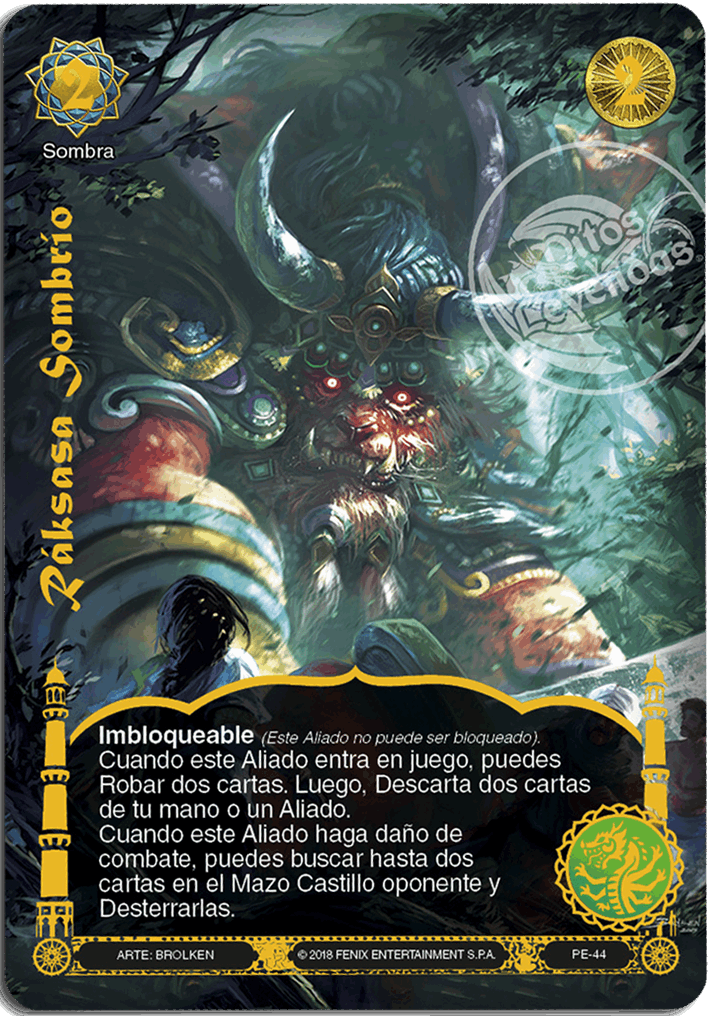 2
2
Sombra
Mitos
y Leyendas
Ráksasa Sombrío
Imbloqueable (Este Aliado no puede ser bloqueado).
Cuando este Aliado entra en juego, puedes
Robar dos cartas. Luego, Descarta dos cartas
de tu mano o un Aliado.
Cuando este Aliado haga daño de
combate, puedes buscar hasta dos
cartas en el Mazo Castillo oponente y
Desterrarlas.
ARTE: BROLKEN
© 2018 FENIX ENTERTAINMENT S.P.A.
PE-44